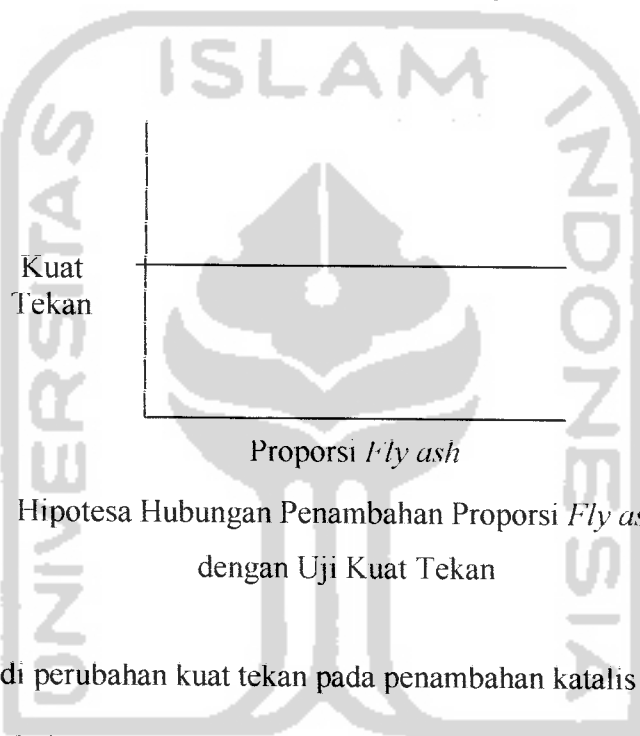 ISLAM
UNIVERSITAS
INDONESIA
Kuat
Tekan
Proporsi Fly ash
Hipotesa Hubungan Penambahan Proporsi Fly as
dengan Uji Kuat Tekan
di perubahan kuat tekan pada penambahan katalis